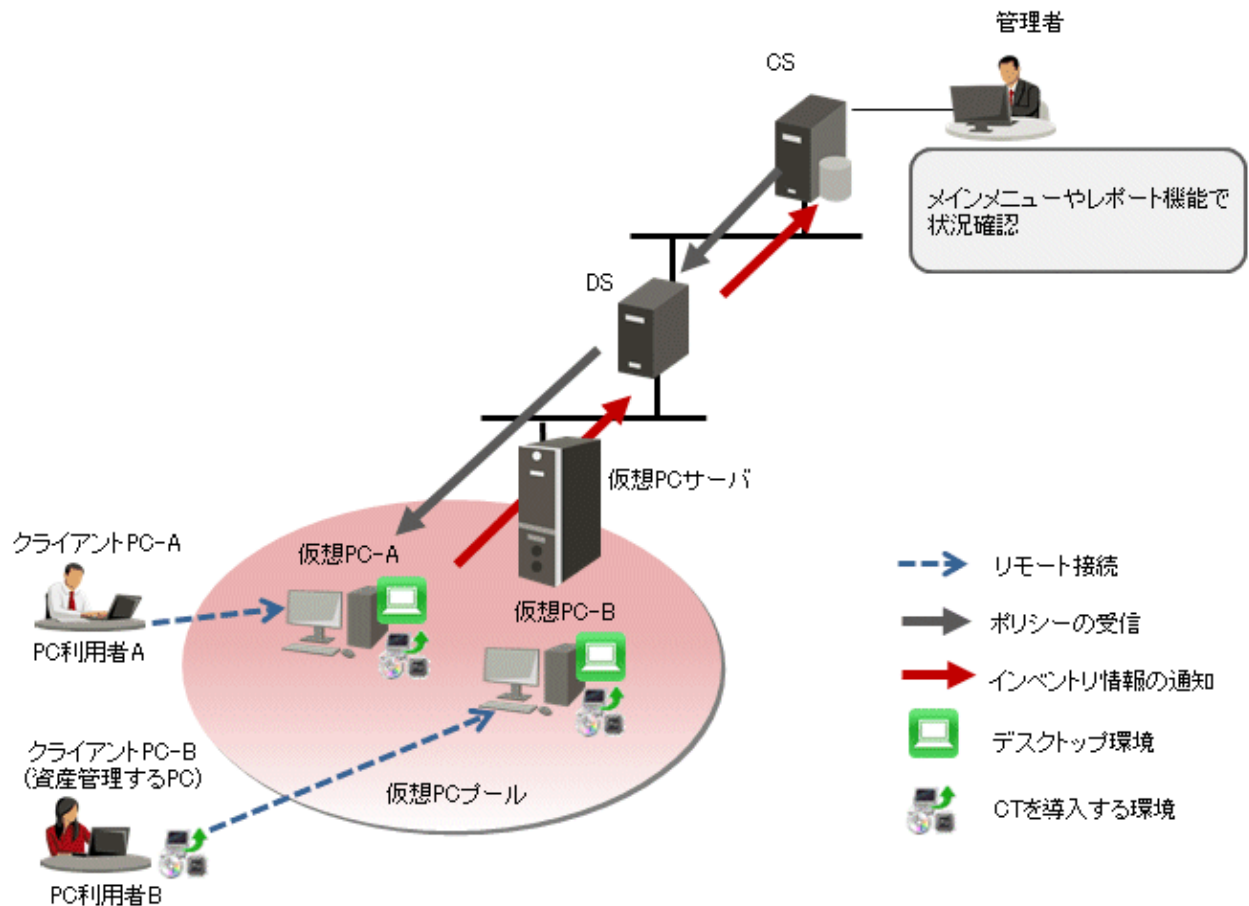 管理者
CS
メインメニューやレポート機能で
状況確認
DS
仮想PCサーバ
クライアントPC-A
仮想PC-A
PC利用者A
仮想PC-B
クライアントPC-B
(資産管理するPC)
仮想PCプール
PC利用者B
リモート接続
ポリシーの受信
インベントリ情報の通知
デスクトップ環境
CTを導入する環境